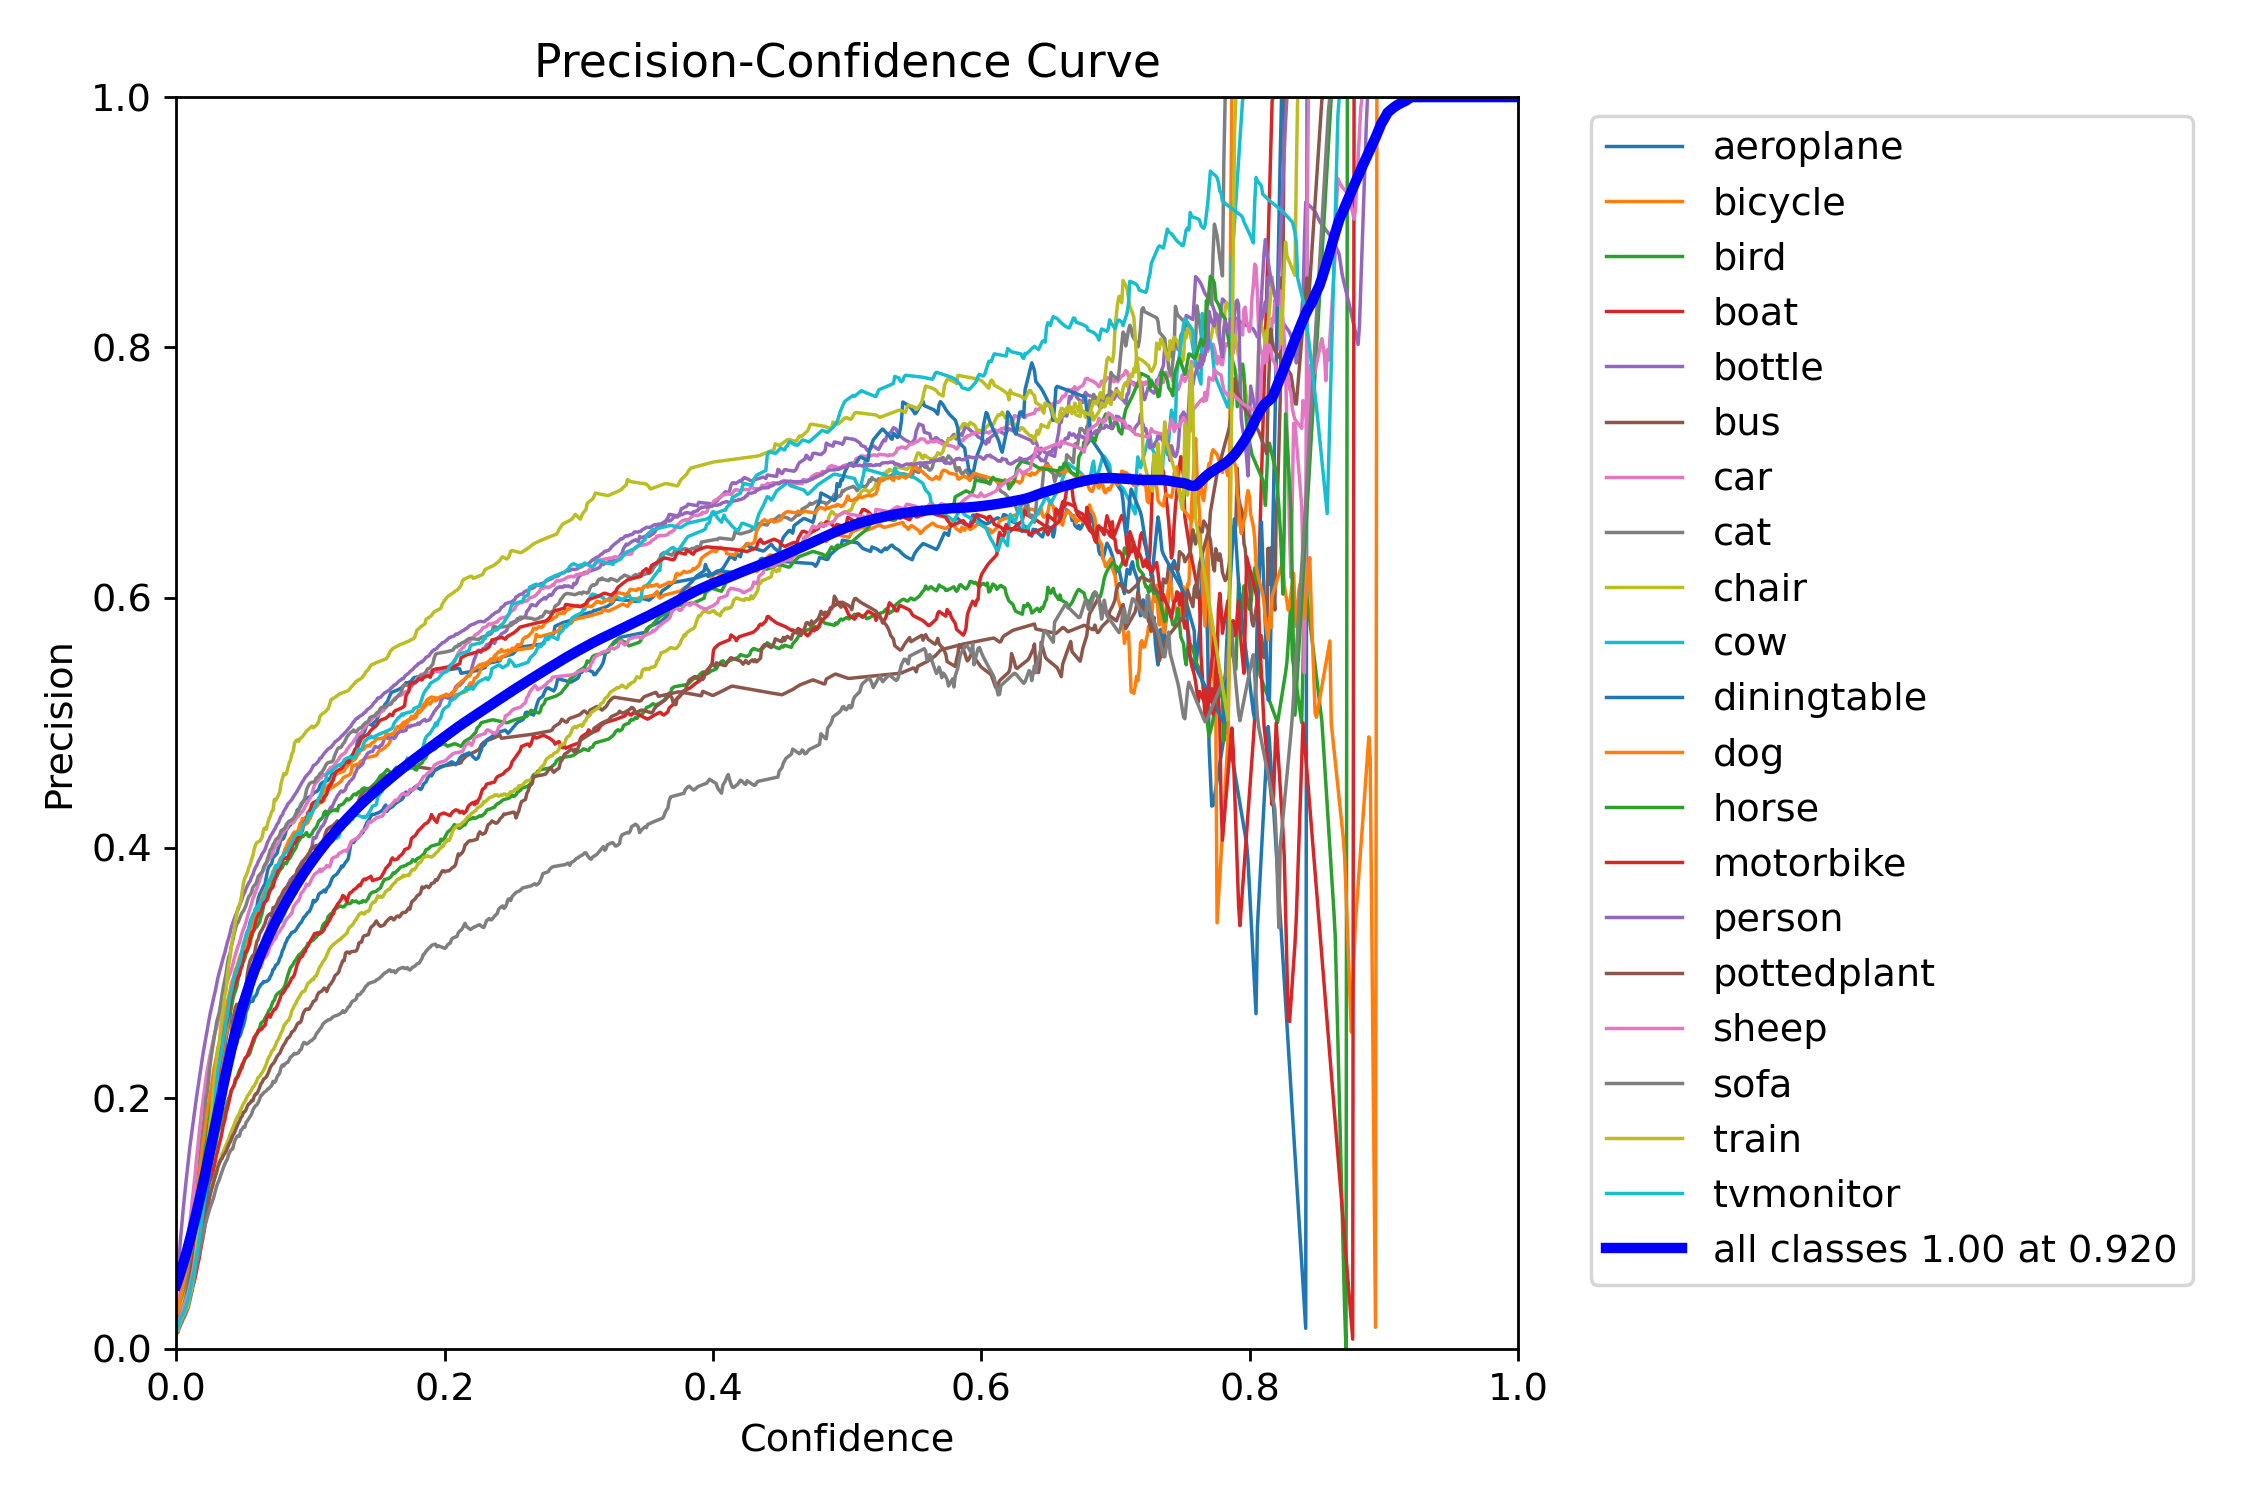 Precision-Confidence Curve
1.0
0.8
0.6
0.4
0.2
0.0
Precision
0.0 0.2 0.4 0.6 0.8 1.0
Confidence
aeroplane
bicycle
bird
boat
bottle
bus
car
cat
chair
cow
diningtable
dog
horse
motorbike
person
pottedplant
sheep
sofa
train
tvmonitor
all classes 1.00 at 0.920